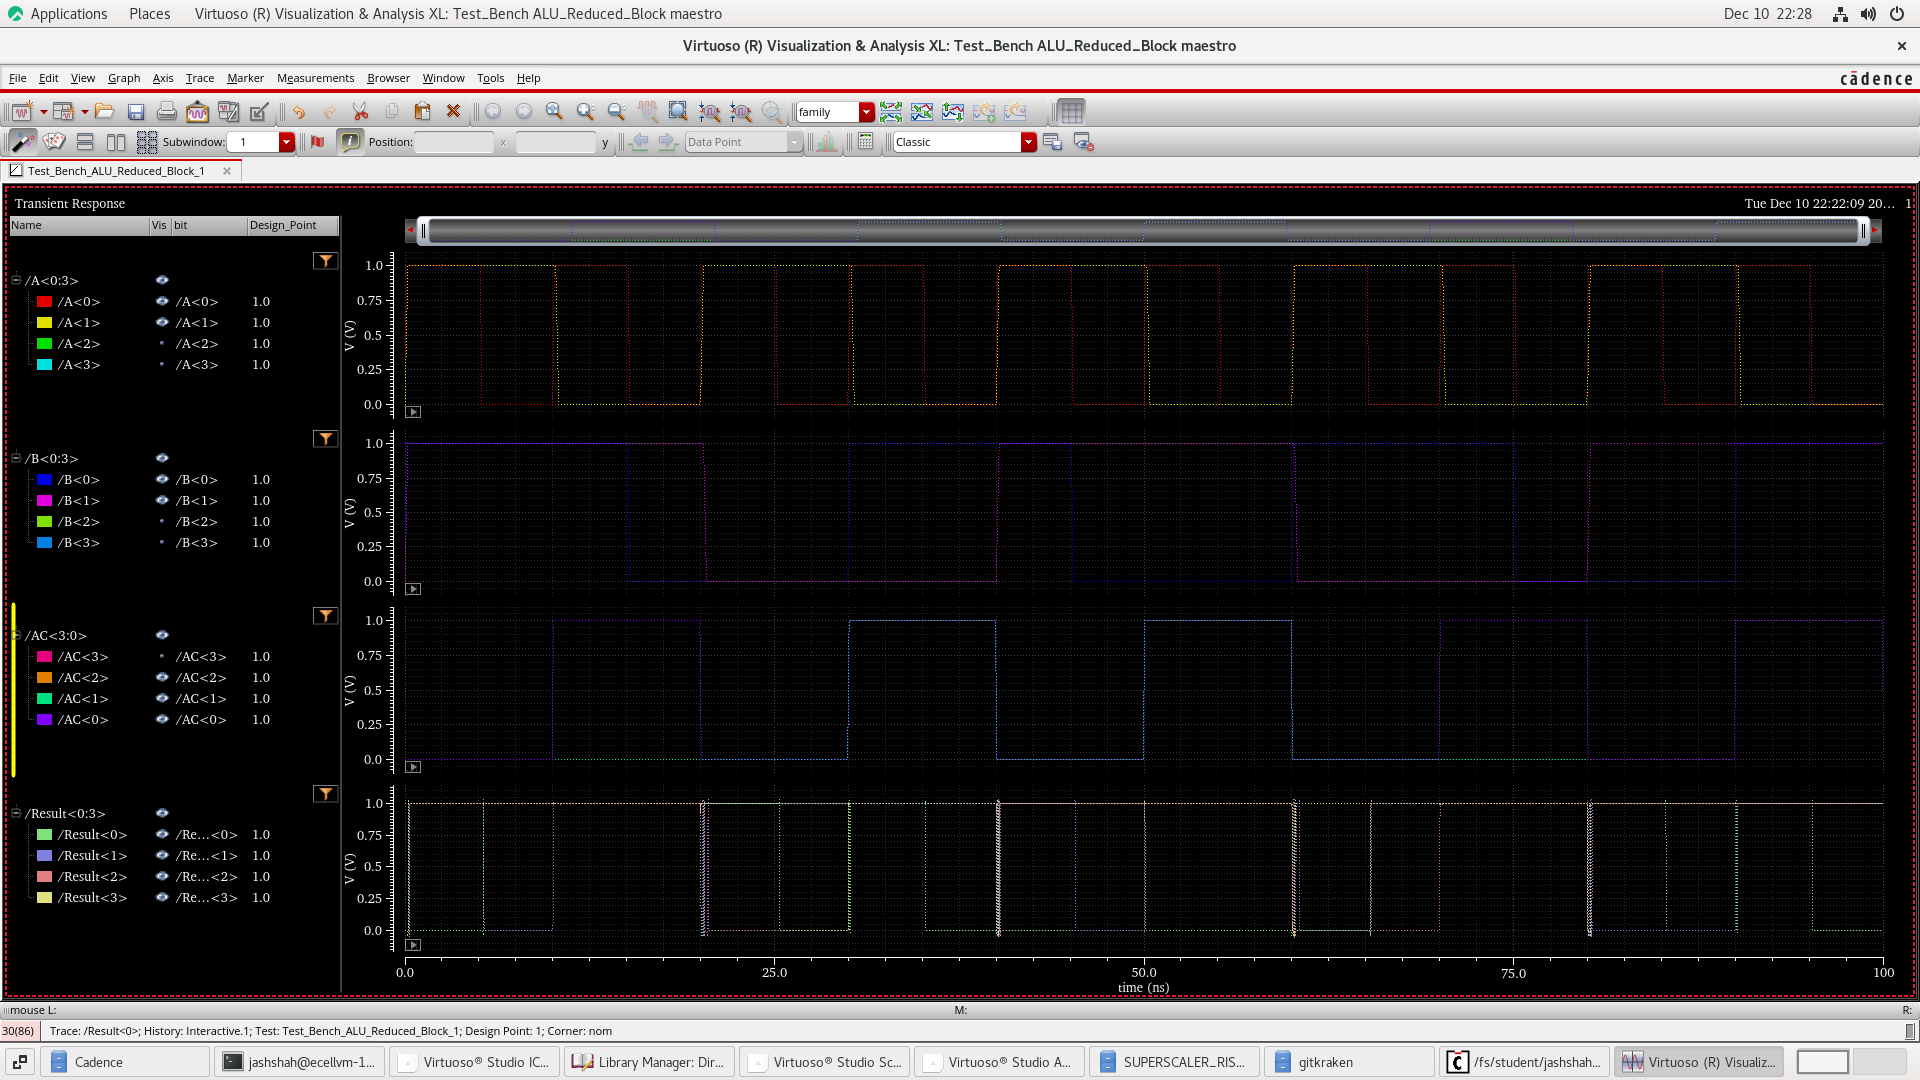 Applications Places Virtuoso (R) Visualization & Analysis XL: Test_Bench ALU_Reduced_Block maestro Dec 10 22:28
Virtuoso (R) Visualization & Analysis XL: Test_Bench ALU_Reduced_Block maestro ×
File Edit View Graph Axis Trace Marker Measurements Browser Window Tools Help cādence
family
Subwindow: 1 Position: x y Data Point Classic
Test_Bench_ALU_Reduced_Block_1
Transient Response Tue Dec 10 22:22:09 20... 1
Name Vis bit Design_Point
/A<0:3>
/A<0> /A<0> 1.0
/A<1> /A<1> 1.0
/A<2> /A<2> 1.0
/A<3> /A<3> 1.0
1.0
0.75
0.5
0.25
0.0
V (V)
/B<0:3>
/B<0> /B<0> 1.0
/B<1> /B<1> 1.0
/B<2> /B<2> 1.0
/B<3> /B<3> 1.0
1.0
0.75
0.5
0.25
0.0
V (V)
/AC<3:0>
/AC<3> /AC<3> 1.0
/AC<2> /AC<2> 1.0
/AC<1> /AC<1> 1.0
/AC<0> /AC<0> 1.0
1.0
0.75
0.5
0.25
0.0
V (V)
/Result<0:3>
/Result<0> /Re...<0> 1.0
/Result<1> /Re...<1> 1.0
/Result<2> /Re...<2> 1.0
/Result<3> /Re...<3> 1.0
1.0
0.75
0.5
0.25
0.0
V (V)
0.0 25.0 50.0 75.0 100
time (ns)
mouse L: M: R:
30(86) Trace: /Result<0>; History: Interactive.1; Test: Test_Bench_ALU_Reduced_Block_1; Design Point: 1; Corner: nom
Cadence jashshah@ecellvm-1... Virtuoso® Studio IC... Library Manager: Dir... Virtuoso® Studio Sc... Virtuoso® Studio A... SUPERSCALER_RIS... gitkraken /fs/student/jashshah... Virtuoso (R) Visualiz...